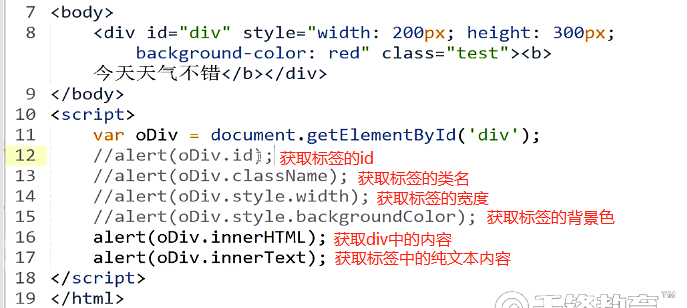 7 <body>
8 <div id="div" style="width: 200px; height: 300px;
background-color: red" class="test"><b>
今天天气不错</b></div>
9 </body>
10 <script>
11 var oDiv = document.getElementById('div');
12 //alert(oDiv.id); 获取标签的id
13 //alert(oDiv.className); 获取标签的类名
14 //alert(oDiv.style.width); 获取标签的宽度
15 //alert(oDiv.style.backgroundColor); 获取标签的背景色
16 alert(oDiv.innerHTML); 获取div中的内容
17 alert(oDiv.innerText); 获取标签中的纯文本内容
18 </script>
19 </html>